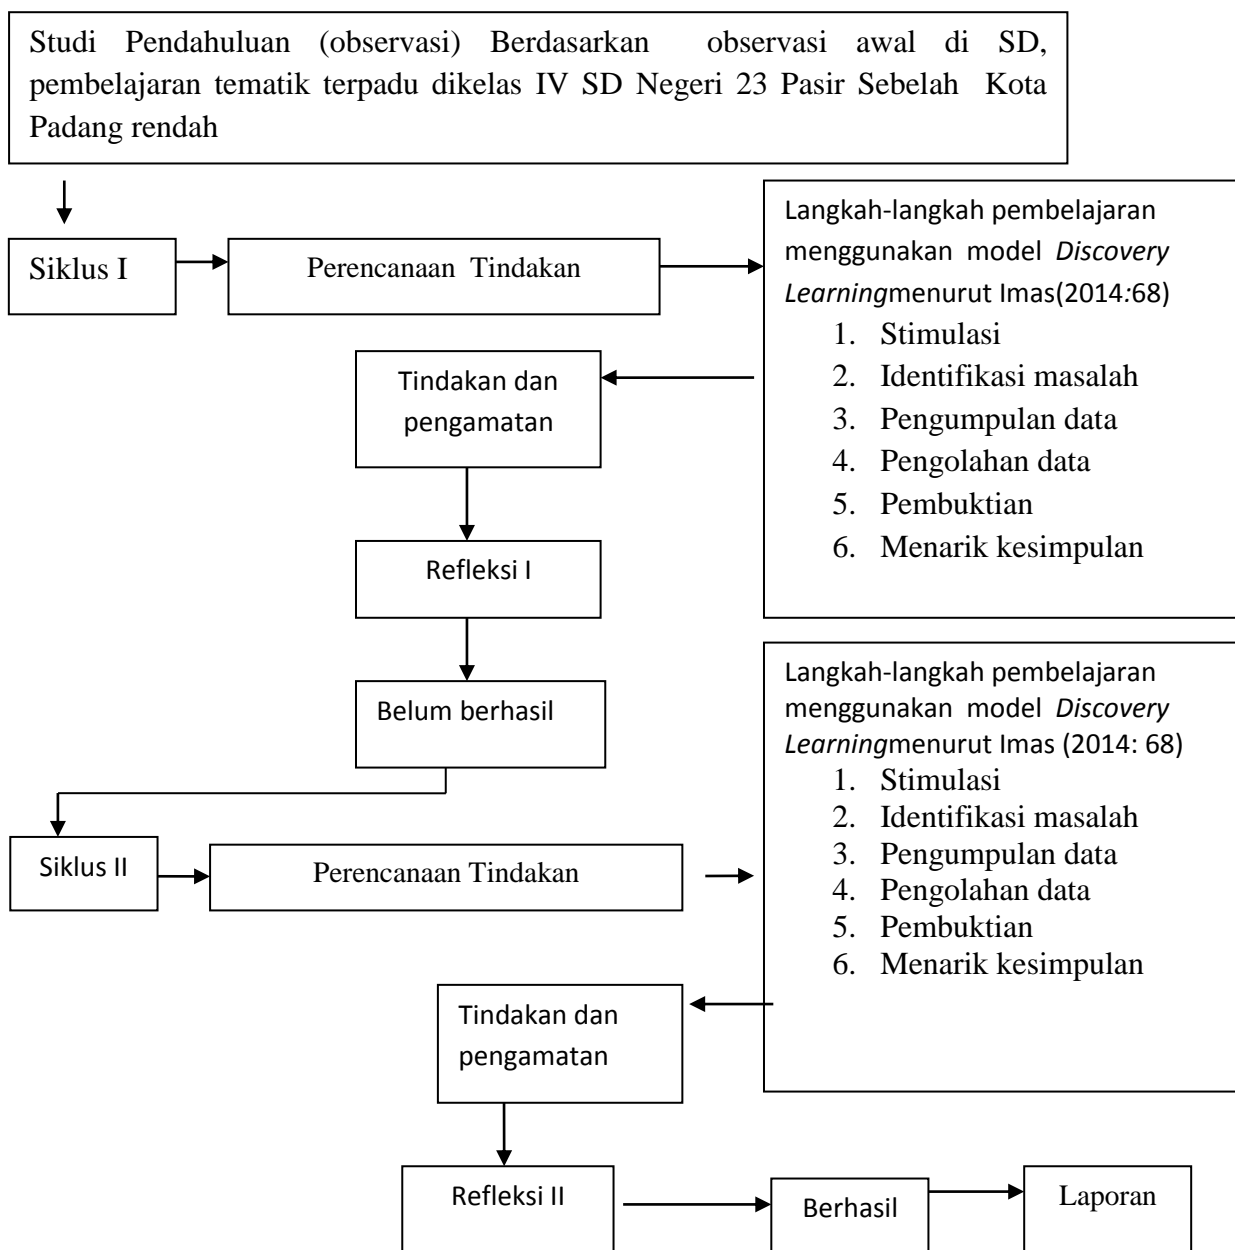 Studi Pendahuluan (observasi) Berdasarkan observasi awal di SD,
pembelajaran tematik terpadu dikelas IV SD Negeri 23 Pasir Sebelah Kota
Padang rendah
Siklus I
Perencanaan Tindakan
Langkah-langkah pembelajaran
menggunakan model Discovery
Learningmenurut Imas(2014:68)
1. Stimulasi
2. Identifikasi masalah
3. Pengumpulan data
4. Pengolahan data
5. Pembuktian
6. Menarik kesimpulan
Tindakan dan
pengamatan
Refleksi I
Belum berhasil
Siklus II
Perencanaan Tindakan
Langkah-langkah pembelajaran
menggunakan model Discovery
Learningmenurut Imas (2014: 68)
1. Stimulasi
2. Identifikasi masalah
3. Pengumpulan data
4. Pengolahan data
5. Pembuktian
6. Menarik kesimpulan
Tindakan dan
pengamatan
Refleksi II
Berhasil
Laporan